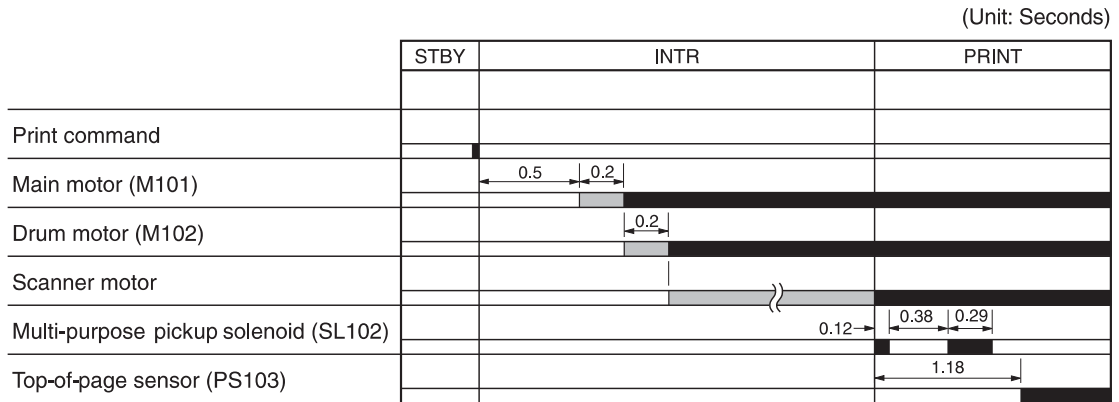 (Unit: Seconds)
STBY INTR PRINT
Print command
0.5 0.2
Main motor (M101)
0.2
Drum motor (M102)
Scanner motor
0.12 0.38 0.29
Multi-purpose pickup solenoid (SL102)
1.18
Top-of-page sensor (PS103)